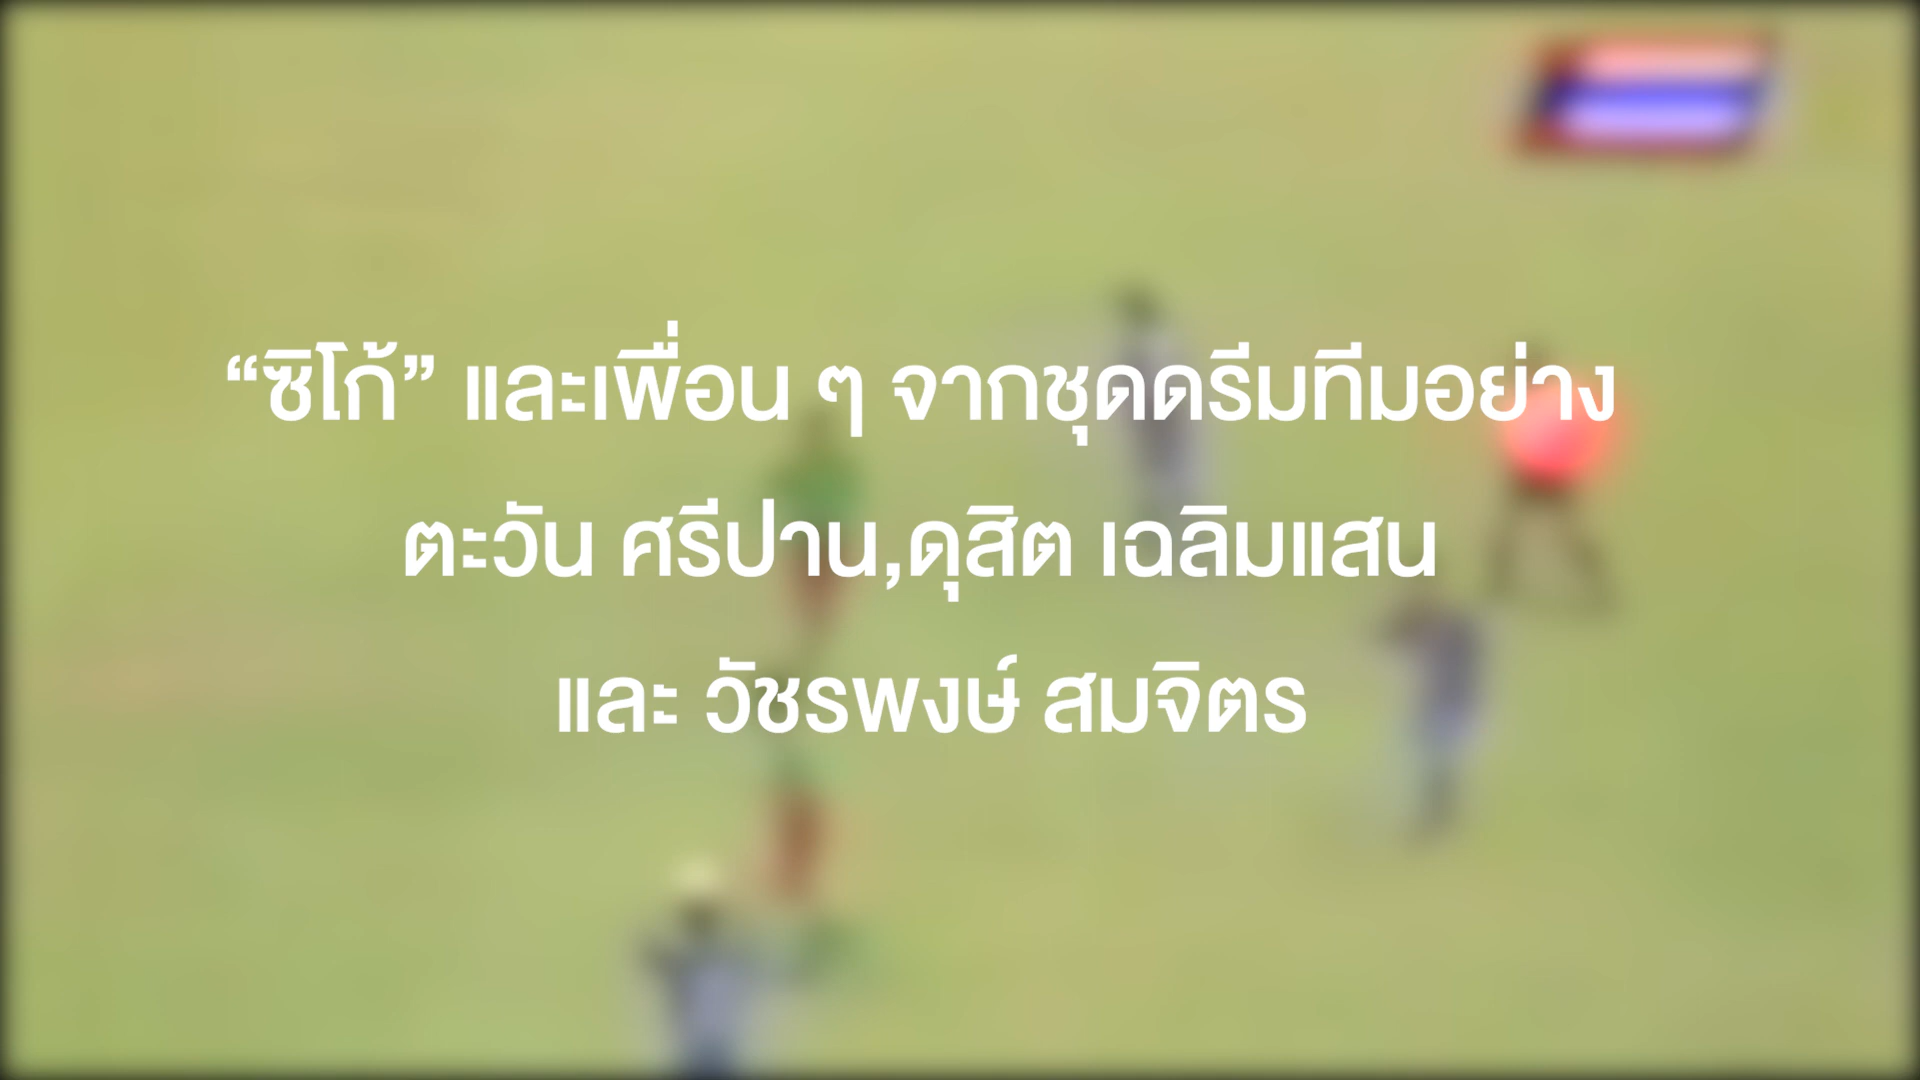 “ซิโก้” และเพื่อน ๆ จากชุดดรีมทีมอย่าง
ตะวัน ศรีปาน,ดุสิต เฉลิมแสน
และ วัชรพงษ์ สมจิตร